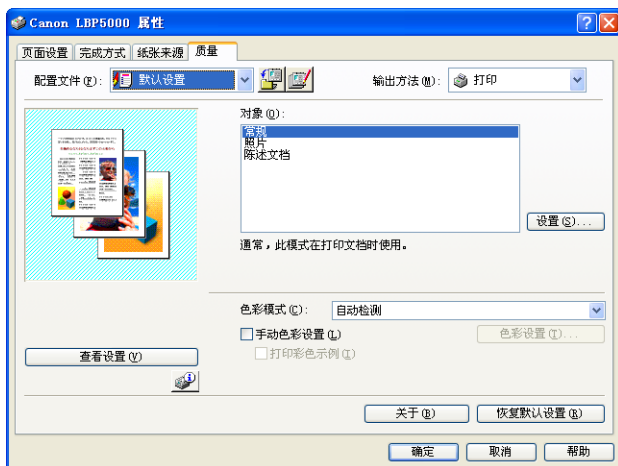 Canon LBP5000 属性
页面设置 完成方式 纸张来源 质量
配置文件(F): 默认设置 输出方法(M): 打印
对象(O):
常规
照片
陈述文档
设置(S)...
通常，此模式在打印文档时使用。
色彩模式(C): 自动检测
手动色彩设置(L) 色彩设置(T)...
打印彩色示例(I)
查看设置(V)
关于(B) 恢复默认设置(R)
确定 取消 帮助